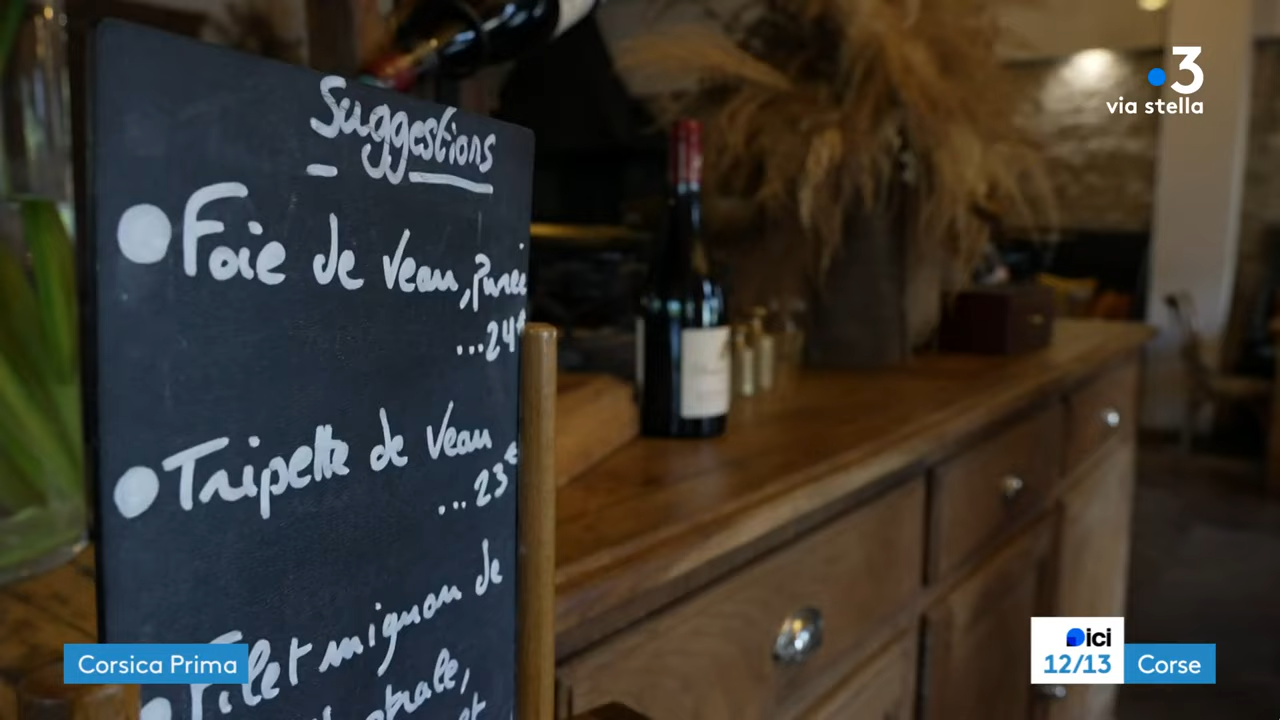 Suggestions
Foie de Veau, Purée
...24€
Tripette de Veau
... 23€
Filet mignon de
3
via stella
Corsica Prima
ici
12/13
Corse